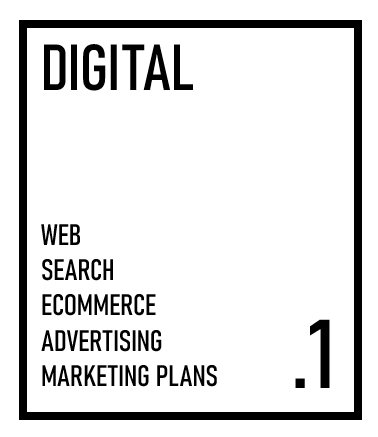 DIGITAL
WEB
SEARCH
ECOMMERCE
ADVERTISING
MARKETING PLANS
.1